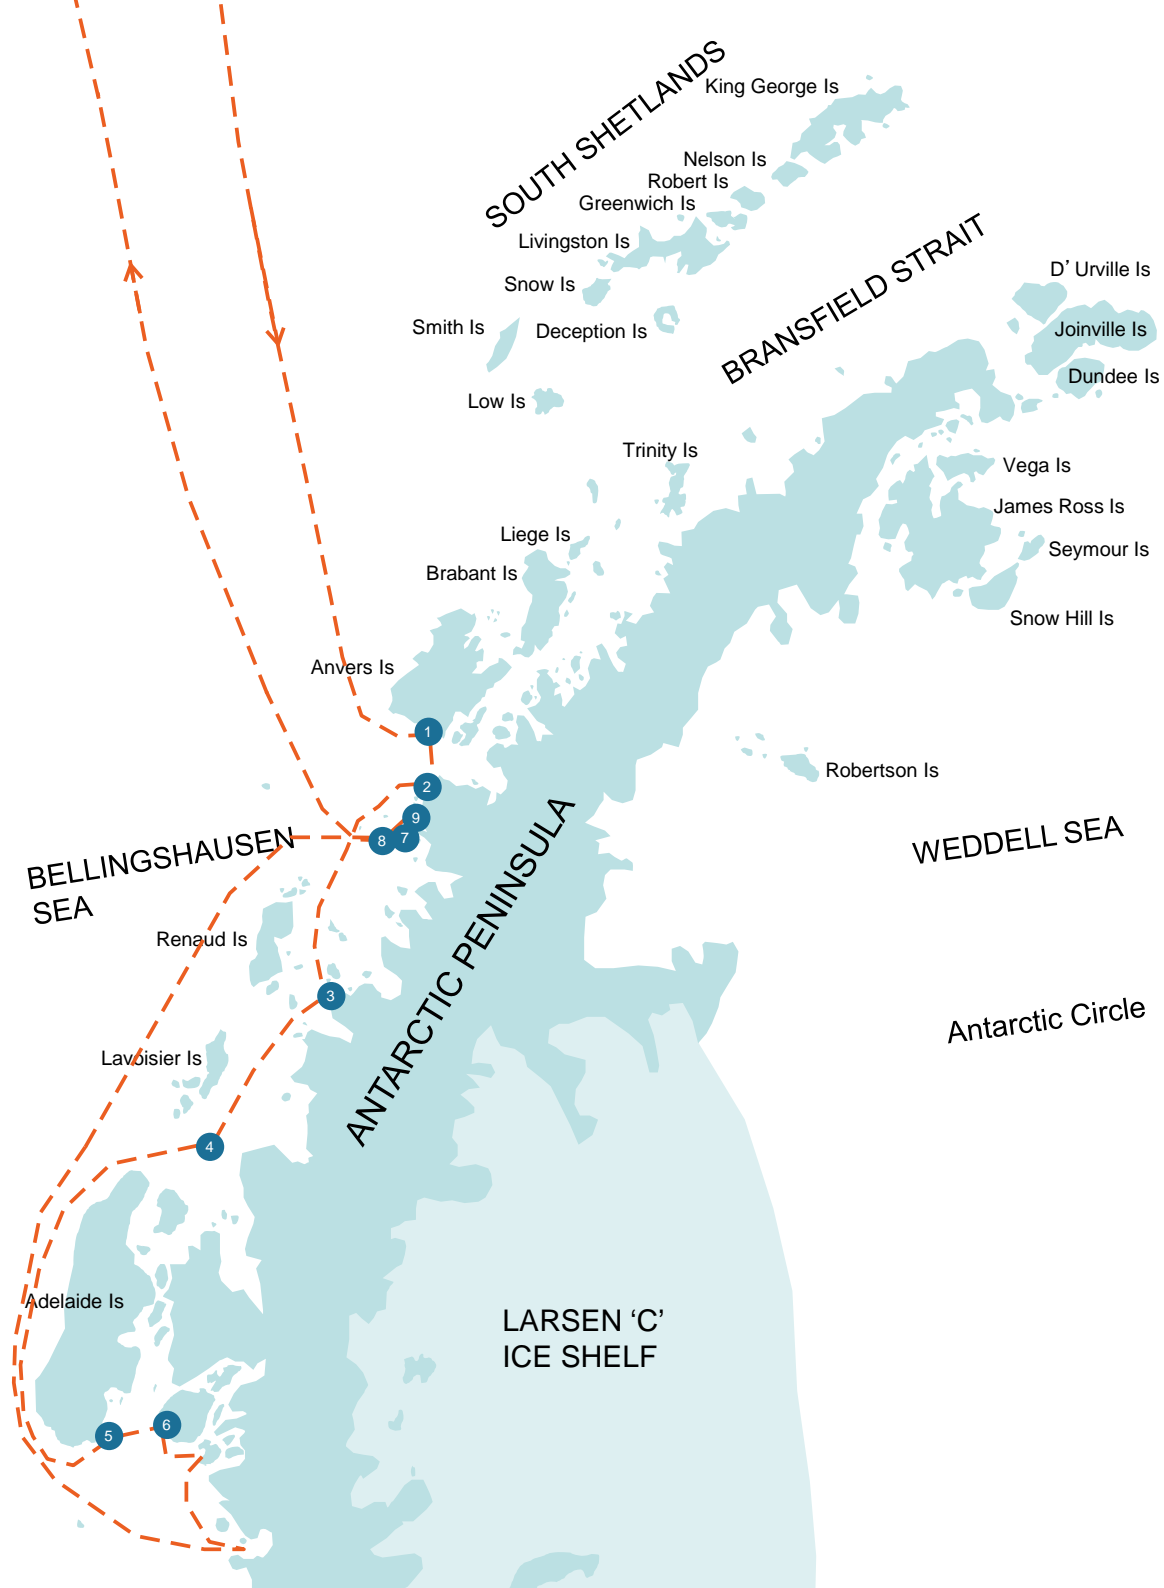 SOUTH SHETLANDS
King George Is
Nelson Is
Robert Is
Greenwich Is
Livingston Is
Snow Is
Smith Is
Deception Is
Low Is
BRANSFIELD STRAIT
D’ Urville Is
Joinville Is
Dundee Is
Trinity Is
Vega Is
James Ross Is
Liege Is
Seymour Is
Brabant Is
Snow Hill Is
Anvers Is
1
2
Robertson Is
9
8
7
BELLINGSHAUSEN
SEA
WEDDELL SEA
ANTARCTIC PENINSULA
Renaud Is
3
Antarctic Circle
Lavoisier Is
4
Adelaide Is
LARSEN ‘C’
ICE SHELF
5
6